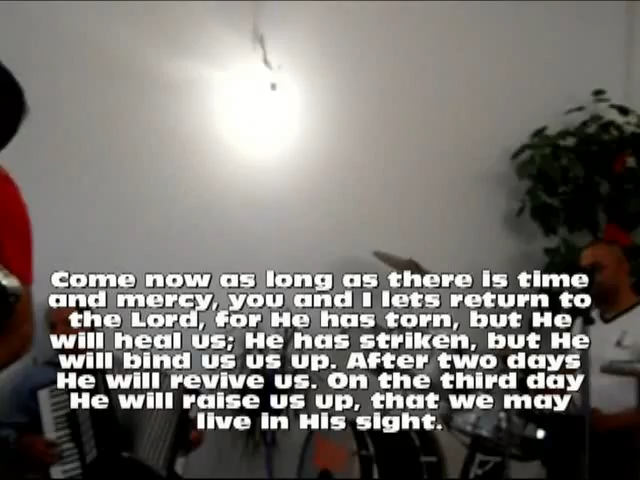 Come now as long as there is time
and mercy, you and I lets return to
the Lord, for He has torn, but He
will heal us; He has striken, but He
will bind us us up. After two days
He will revive us. On the third day
He will raise us up, that we may
live in His sight.